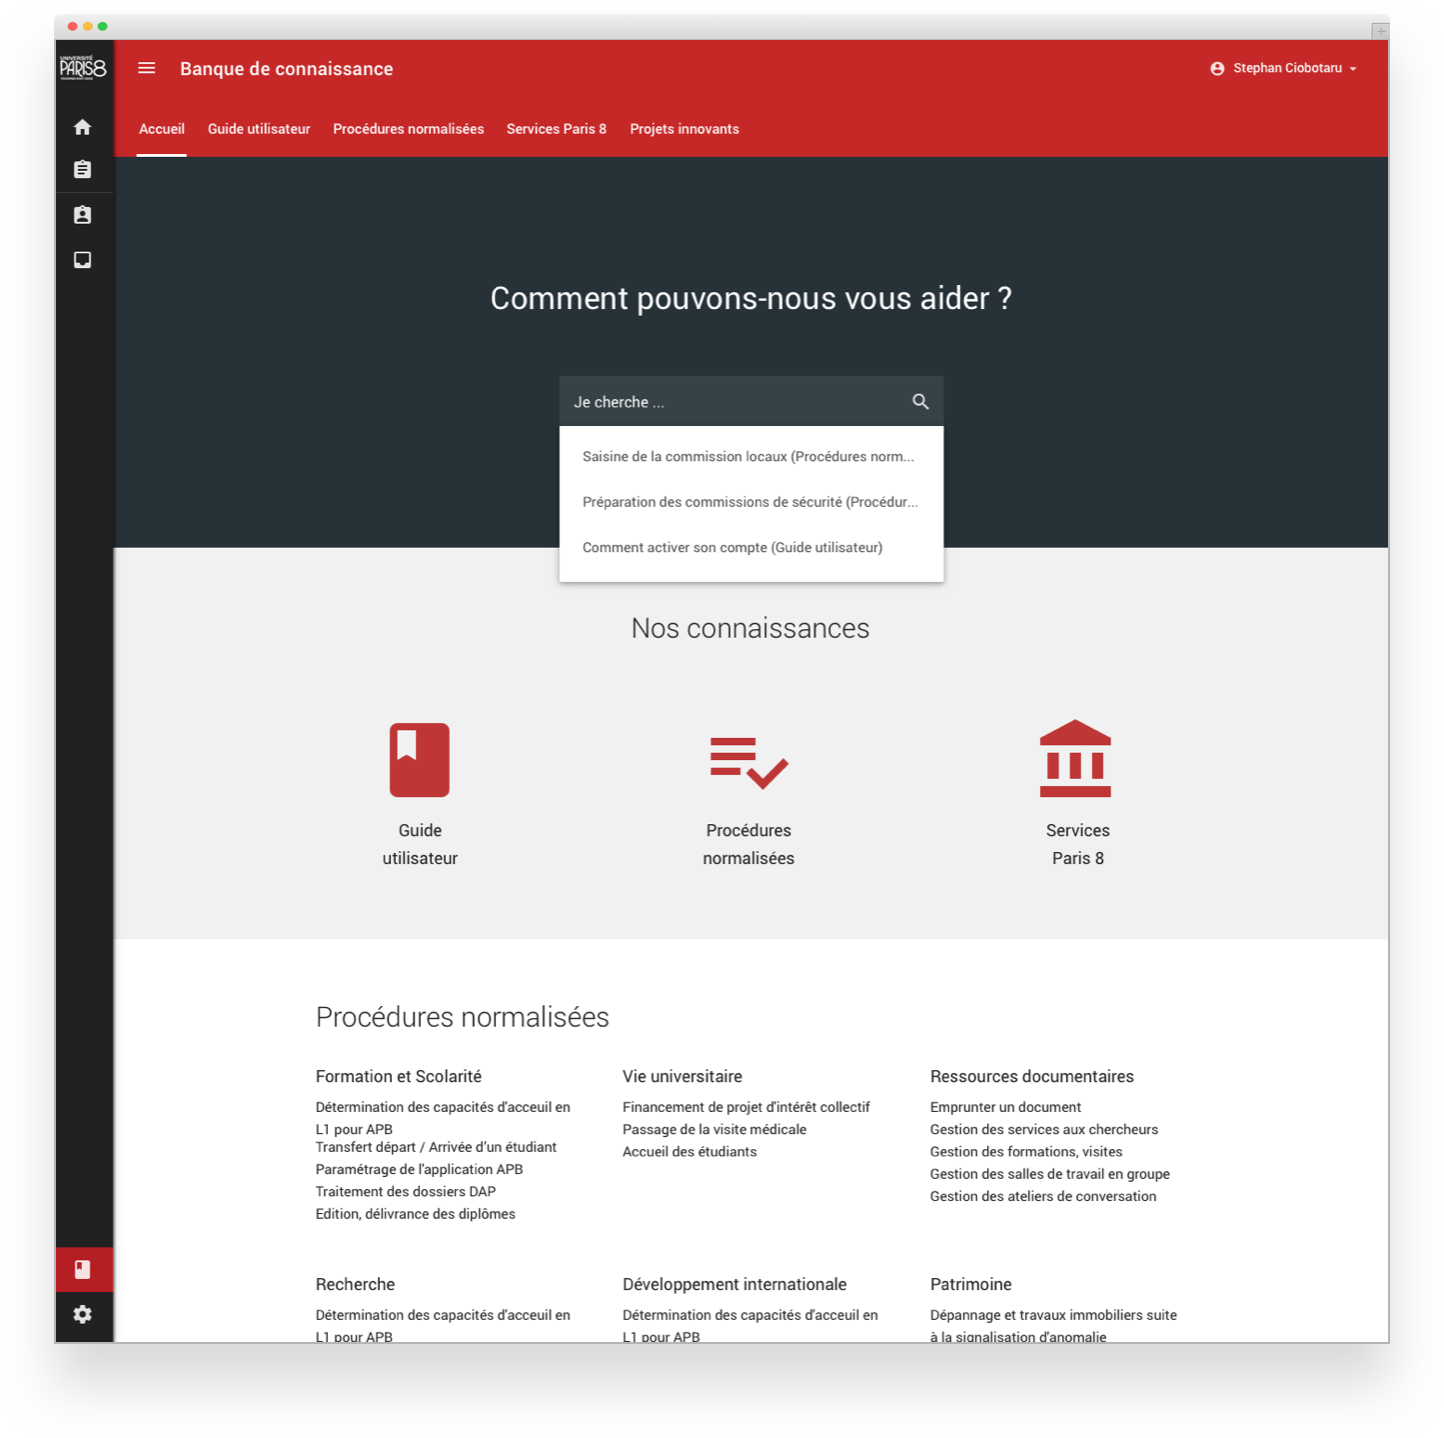 UNIVERSITÉ
PARIS8
Banque de connaissance
Stephan Ciobotaru
Accueil
Guide utilisateur
Procédures normalisées
Services Paris 8
Projets innovants
Comment pouvons-nous vous aider ?
Je cherche ...
Saisine de la commission locaux (Procédures norm...
Préparation des commissions de sécurité (Procédur...
Comment activer son compte (Guide utilisateur)
Nos connaissances
Guide
utilisateur
Procédures
normalisées
Services
Paris 8
Procédures normalisées
Formation et Scolarité
Détermination des capacités d'acceuil en
L1 pour APB
Transfert départ / Arrivée d'un étudiant
Paramétrage de l'application APB
Traitement des dossiers DAP
Edition, délivrance des diplômes
Vie universitaire
Financement de projet d'intérêt collectif
Passage de la visite médicale
Accueil des étudiants
Ressources documentaires
Emprunter un document
Gestion des services aux chercheurs
Gestion des formations, visites
Gestion des salles de travail en groupe
Gestion des ateliers de conversation
Recherche
Détermination des capacités d'acceuil en
L1 pour APB
Développement internationale
Détermination des capacités d'acceuil en
L1 pour APB
Patrimoine
Dépannage et travaux immobiliers suite
à la signalisation d'anomalie